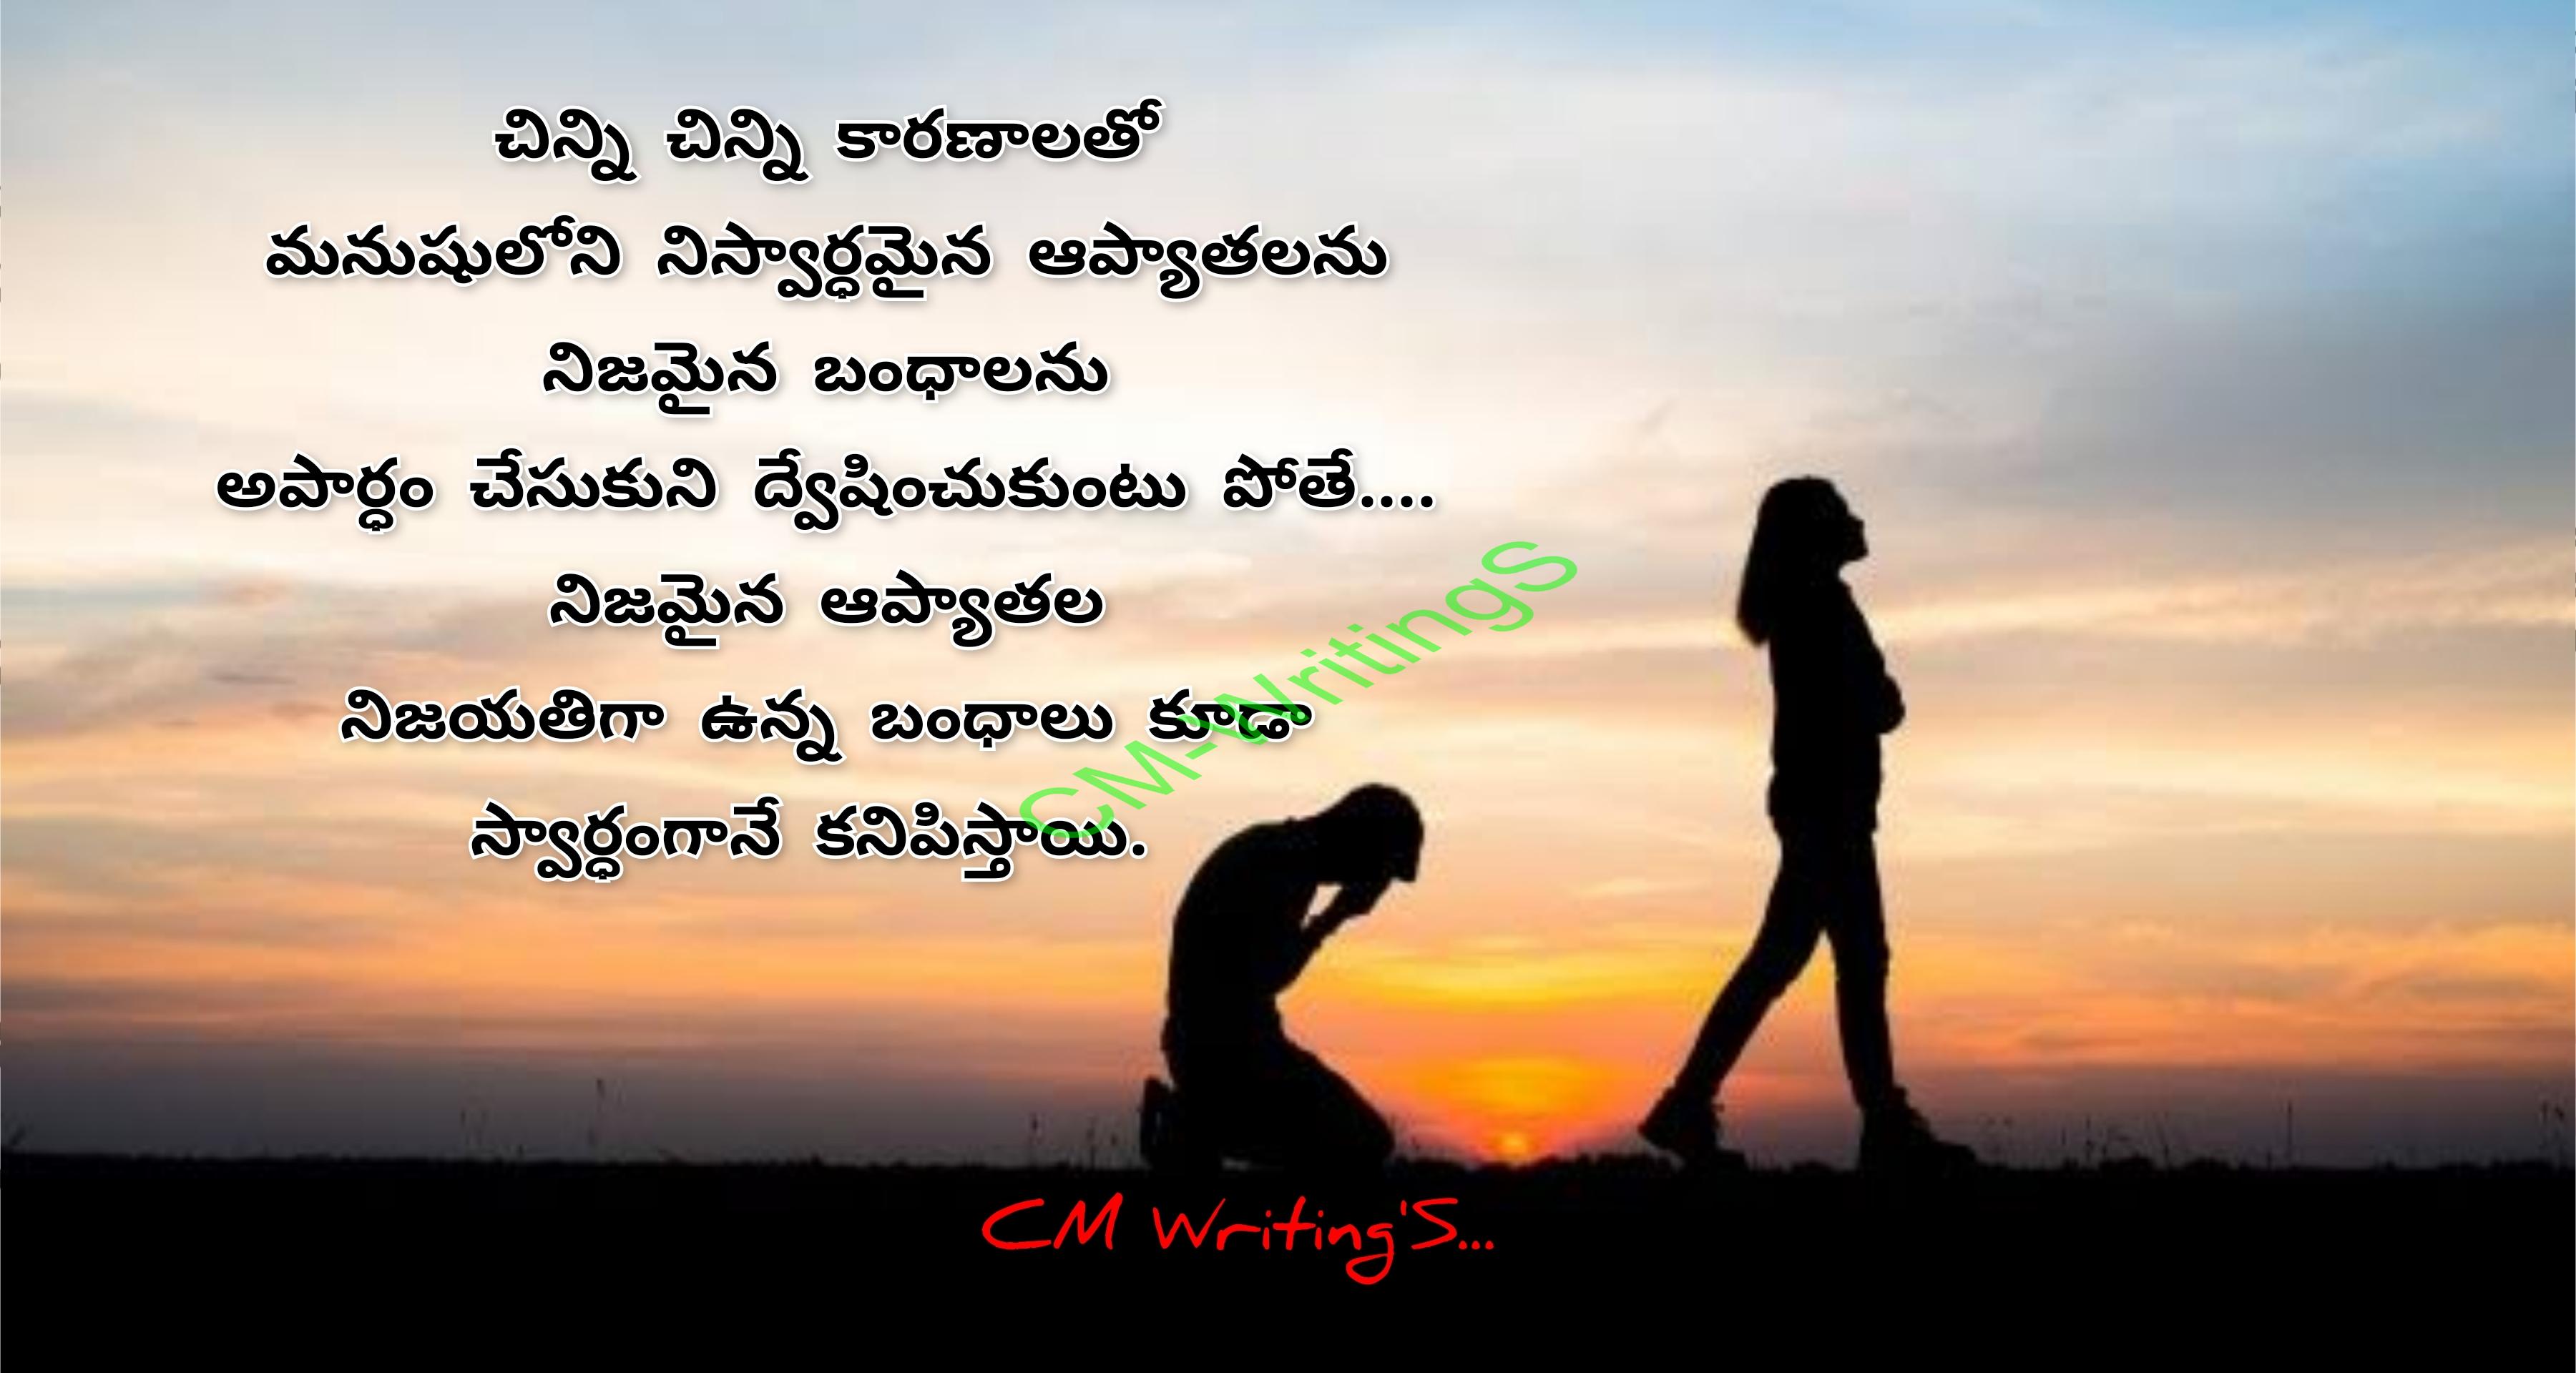 చిన్ని చిన్ని కారణాలతో
మనుషులోని నిస్వార్ధమైన ఆప్యాతలను
నిజమైన బంధాలను
అపార్ధం చేసుకుని ద్వేషించుకుంటు పోతే....
నిజమైన ఆప్యాతల
నిజయతిగా ఉన్న బంధాలు కూడా
స్వార్ధంగానే కనిపిస్తాయి.
CM-WritingS
CM Writing'S...